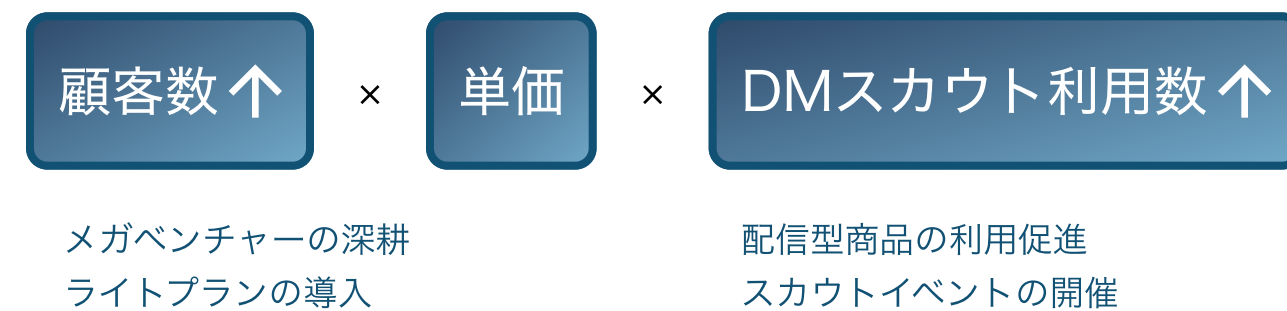 顧客数↑ × 単価 × DMスカウト利用数↑
メガベンチャーの深耕
ライトプランの導入
配信型商品の利用促進
スカウトイベントの開催